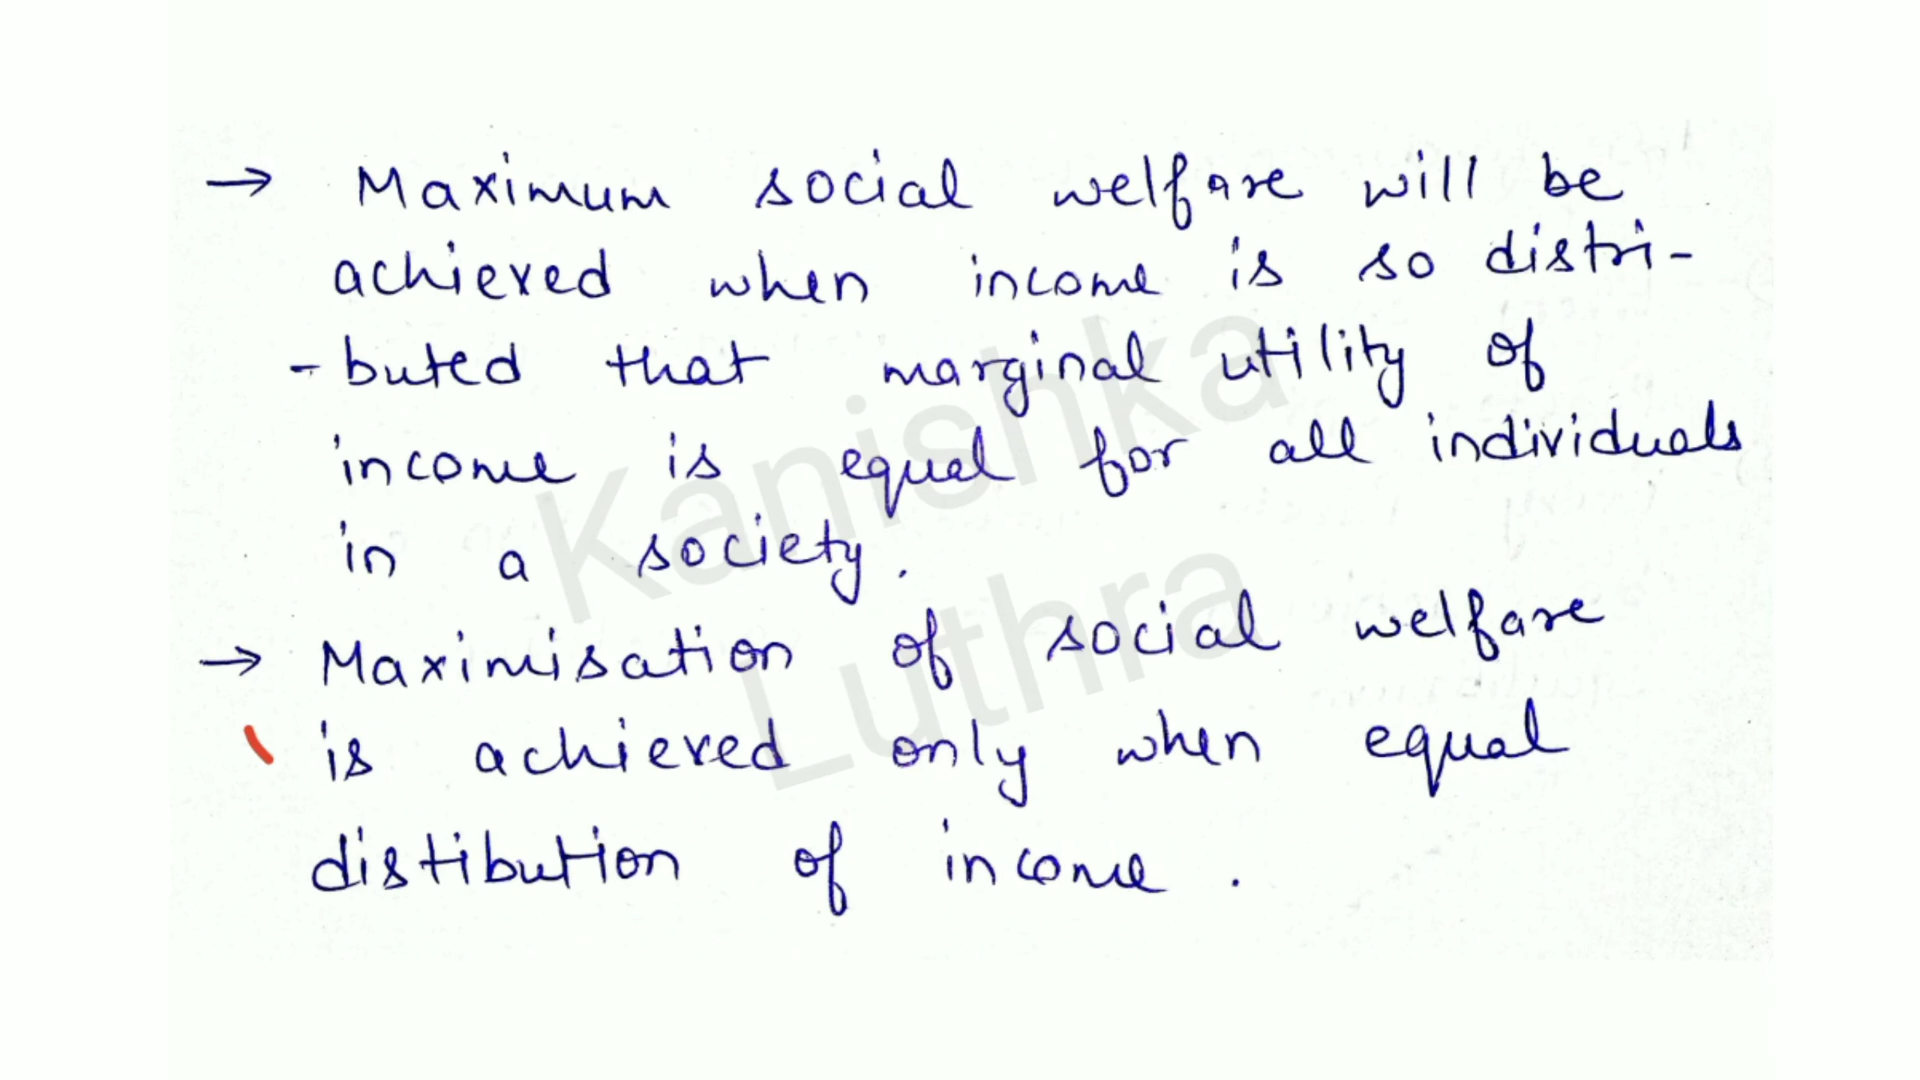 → Maximum social welfare will be
achieved when income is so distri-
- buted that marginal utility of
income is equal for all individuals
in a society.
→ Maximisation of social welfare
is achieved only when equal
distibution of income .
Kanishka
Luthra